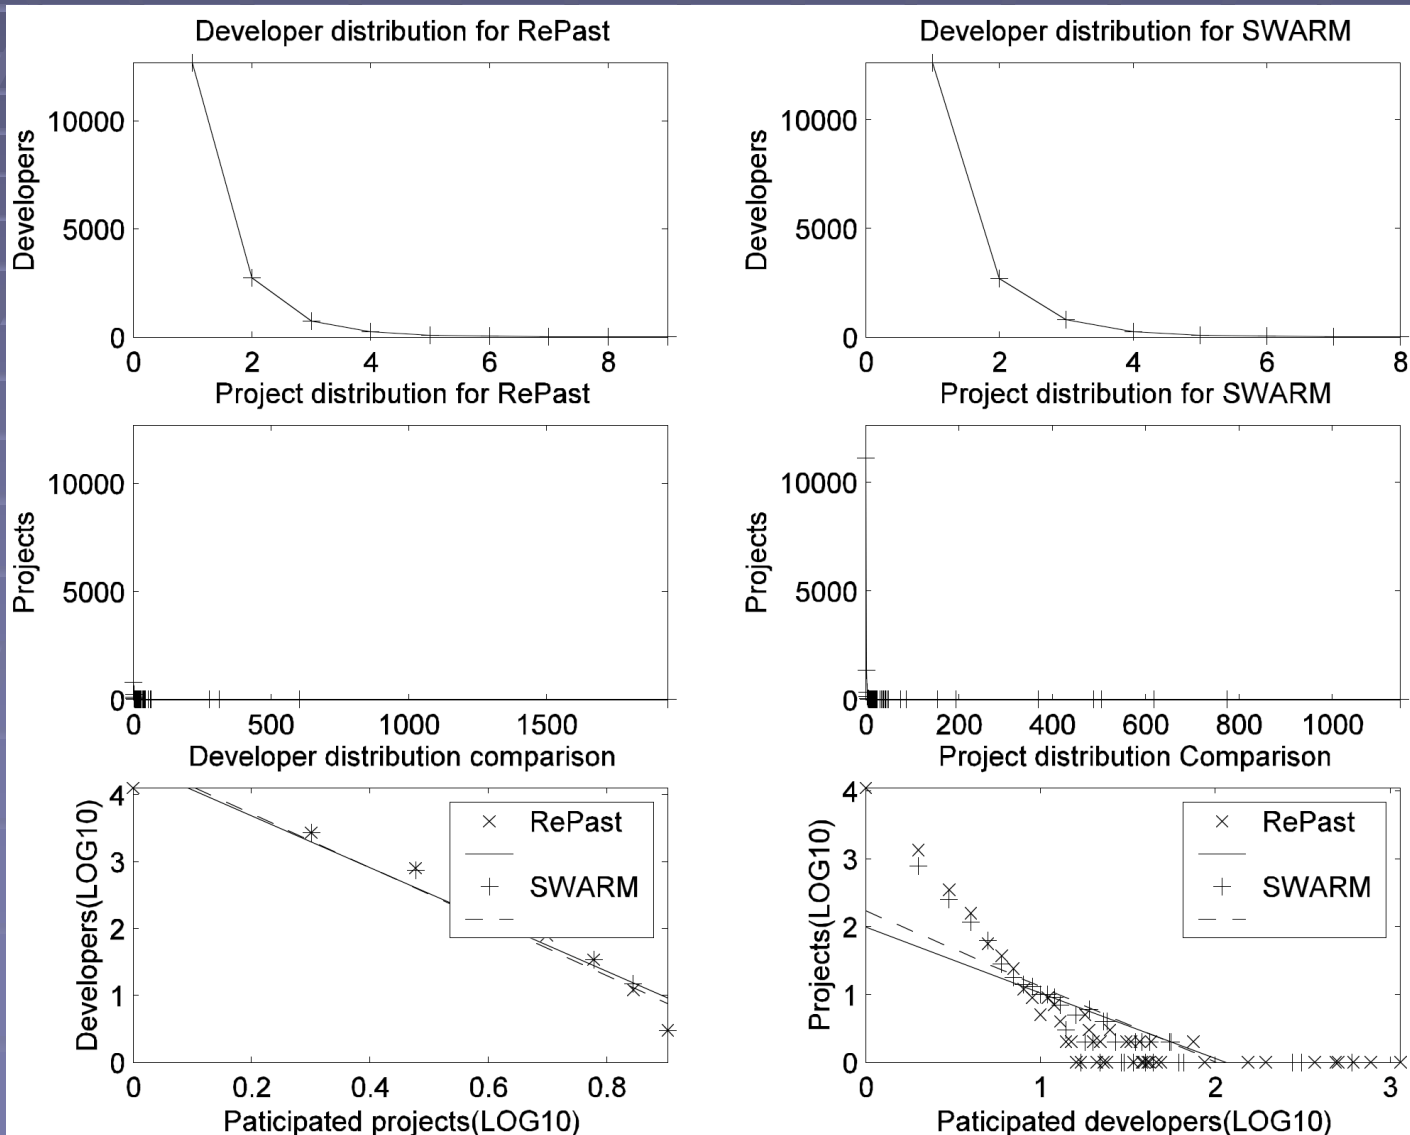 Developer distribution for RePast
Developers
10000
5000
0
0 2 4 6 8
Developer distribution for SWARM
Developers
10000
5000
0
0 2 4 6 8
Project distribution for RePast
Projects
10000
5000
0
0 500 1000 1500
Project distribution for SWARM
Projects
10000
5000
0
0 200 400 600 800 1000
Developer distribution comparison
Developers(LOG10)
4
3
2
1
0
RePast
SWARM
0 0.2 0.4 0.6 0.8
Paticipated projects(LOG10)
Project distribution Comparison
Projects(LOG10)
4
3
2
1
0
RePast
SWARM
0 1 2 3
Paticipated developers(LOG10)